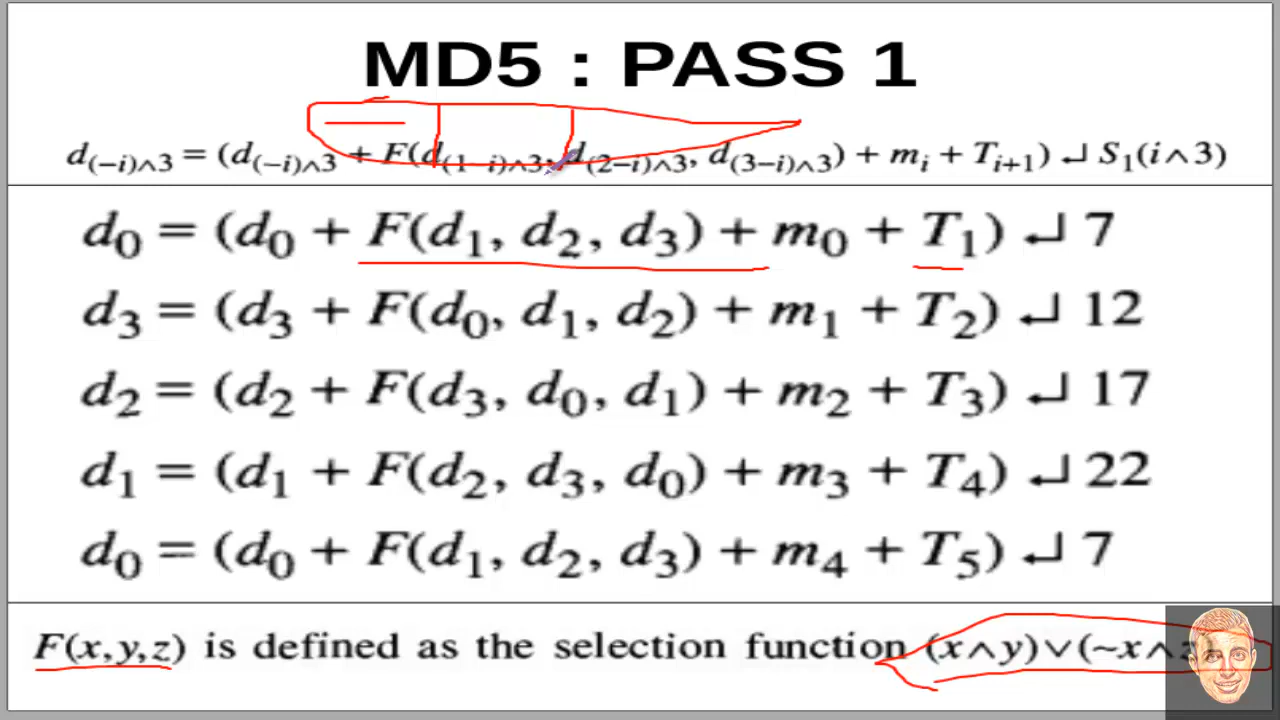 MD5 : PASS 1
d₍₋ᵢ₎∧₃ = (d₍₋ᵢ₎∧₃ + F(d₍₁₋ᵢ₎∧₃, d₍₂₋ᵢ₎∧₃, d₍₃₋ᵢ₎∧₃) + mᵢ + Tᵢ₊₁) ↵ S₁(i∧3)
d₀ = (d₀ + F(d₁, d₂, d₃) + m₀ + T₁) ↵ 7
d₃ = (d₃ + F(d₀, d₁, d₂) + m₁ + T₂) ↵ 12
d₂ = (d₂ + F(d₃, d₀, d₁) + m₂ + T₃) ↵ 17
d₁ = (d₁ + F(d₂, d₃, d₀) + m₃ + T₄) ↵ 22
d₀ = (d₀ + F(d₁, d₂, d₃) + m₄ + T₅) ↵ 7
F(x,y,z) is defined as the selection function (x∧y)∨(~x∧